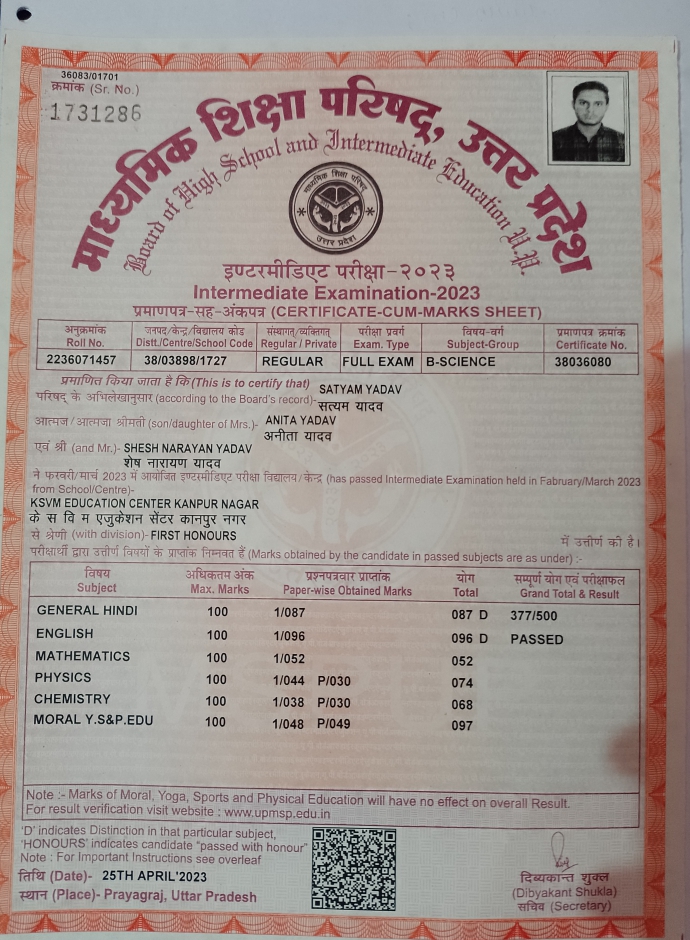 36083/01701
क्रमांक (Sr. No.)
1731286
माध्यमिक शिक्षा परिषद्, उत्तर प्रदेश
Board of High School and Intermediate Education U.P.
माध्यमिक शिक्षा परिषद्
उत्तर प्रदेश
इण्टरमीडिएट परीक्षा-२०२३
Intermediate Examination-2023
प्रमाणपत्र-सह-अंकपत्र (CERTIFICATE-CUM-MARKS SHEET)
अनुक्रमांक जनपद/केन्द्र/विद्यालय कोड संस्थागत/व्यक्तिगत परीक्षा प्रवर्ग विषय-वर्ग प्रमाणपत्र क्रमांक
Roll No. Distt./Centre/School Code Regular / Private Exam. Type Subject-Group Certificate No.
2236071457 38/03898/1727 REGULAR FULL EXAM B-SCIENCE 38036080
प्रमाणित किया जाता है कि(This is to certify that) SATYAM YADAV
परिषद् के अभिलेखानुसार (according to the Board's record)- सत्यम यादव
आत्मज/आत्मजा श्रीमती (son/daughter of Mrs.)- ANITA YADAV
अनीता यादव
एवं श्री (and Mr.)- SHESH NARAYAN YADAV
शेष नारायण यादव
ने फरवरी/मार्च 2023 में आयोजित इण्टरमीडिएट परीक्षा विद्यालय/केन्द्र (has passed Intermediate Examination held in Fabruary/March 2023
from School/Centre)-
KSVM EDUCATION CENTER KANPUR NAGAR
के स वि म एजुकेशन सेंटर कानपुर नगर
से श्रेणी (with division)- FIRST HONOURS में उत्तीर्ण की है।
परीक्षार्थी द्वारा उत्तीर्ण विषयों के प्राप्तांक निम्नवत हैं (Marks obtained by the candidate in passed subjects are as under) :-
विषय अधिकतम अंक प्रश्नपत्रवार प्राप्तांक योग सम्पूर्ण योग एवं परीक्षाफल
Subject Max. Marks Paper-wise Obtained Marks Total Grand Total & Result
GENERAL HINDI 100 1/087 087 D 377/500
ENGLISH 100 1/096 096 D PASSED
MATHEMATICS 100 1/052 052
PHYSICS 100 1/044 P/030 074
CHEMISTRY 100 1/038 P/030 068
MORAL Y.S&P.EDU 100 1/048 P/049 097
Note :- Marks of Moral, Yoga, Sports and Physical Education will have no effect on overall Result.
For result verification visit website : www.upmsp.edu.in
'D' indicates Distinction in that particular subject,
'HONOURS' indicates candidate "passed with honour"
Note : For Important Instructions see overleaf
तिथि (Date)- 25TH APRIL'2023
स्थान (Place)- Prayagraj, Uttar Pradesh
दिब्यकान्त शुक्ल
(Dibyakant Shukla)
सचिव (Secretary)